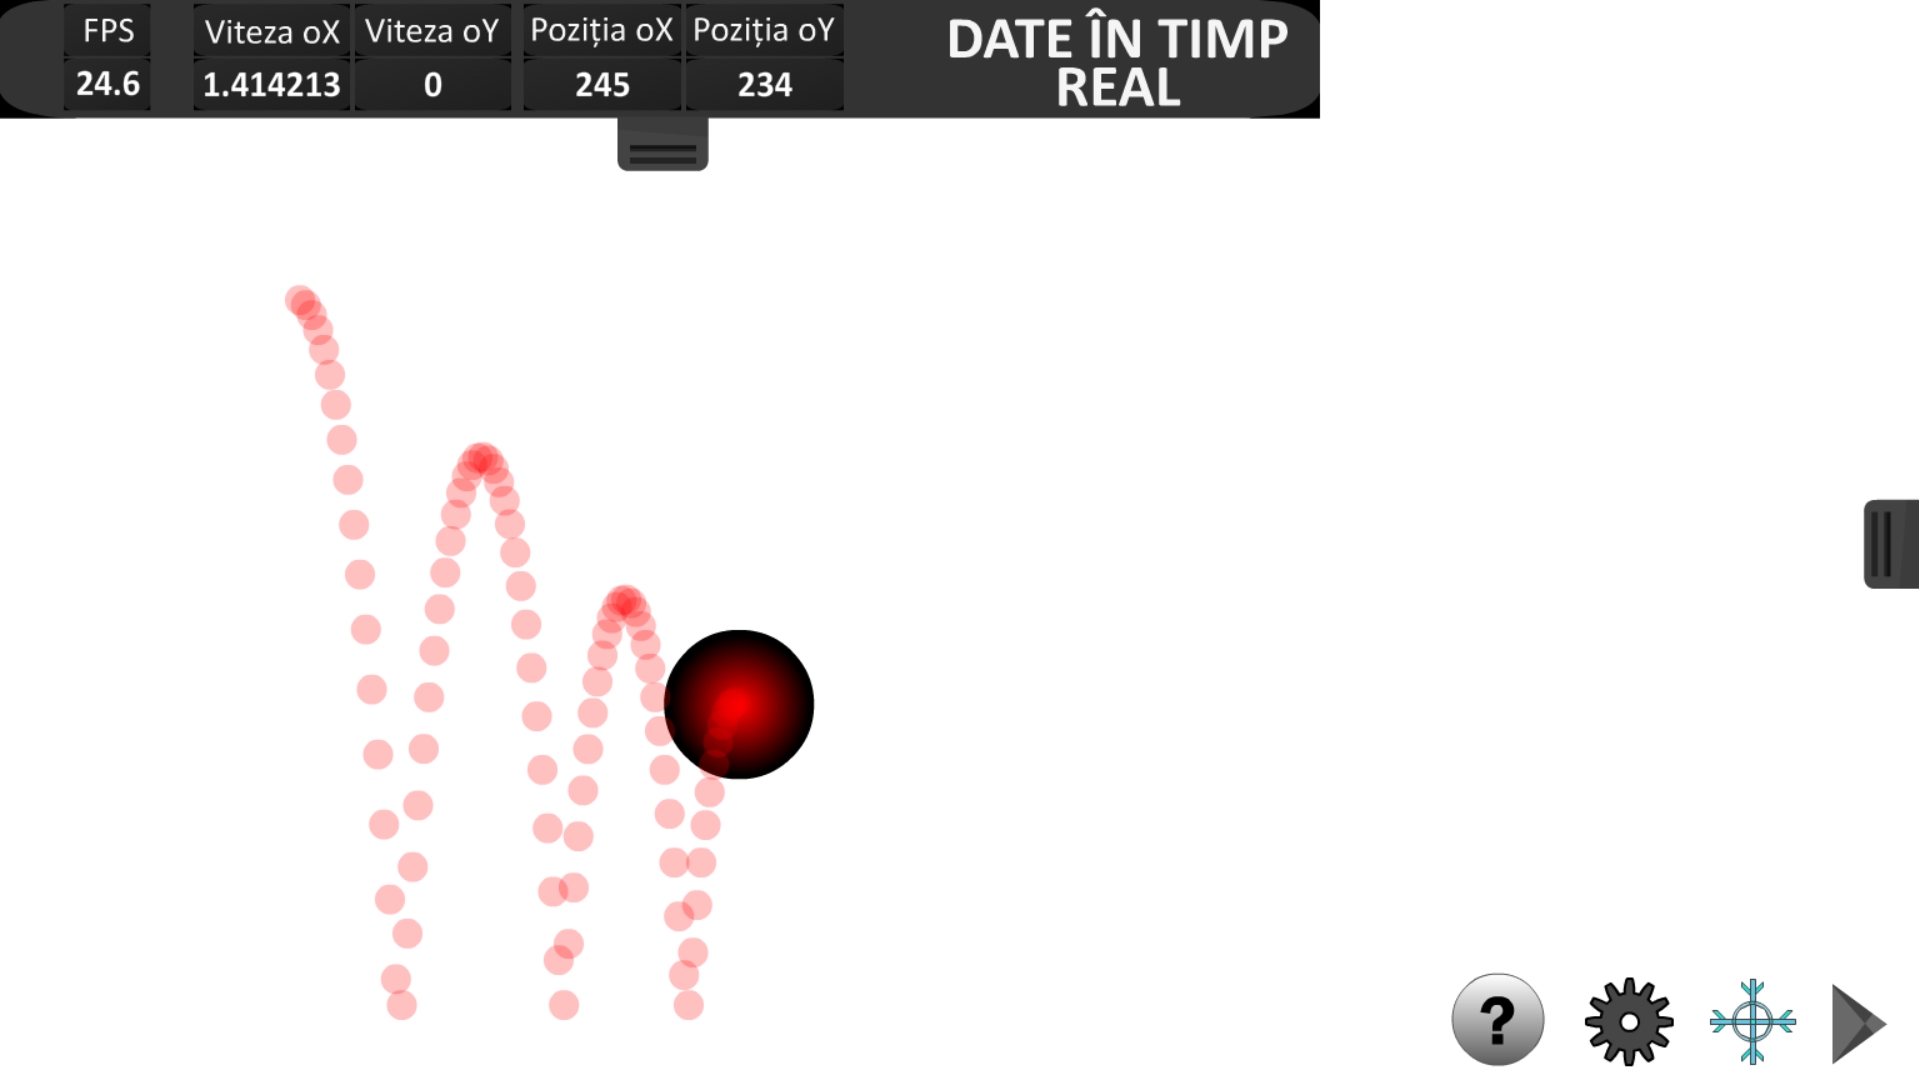 FPS Viteza oX Viteza oY Poziția oX Poziția oY
24.6 1.414213 0 245 234
DATE ÎN TIMP
REAL
?